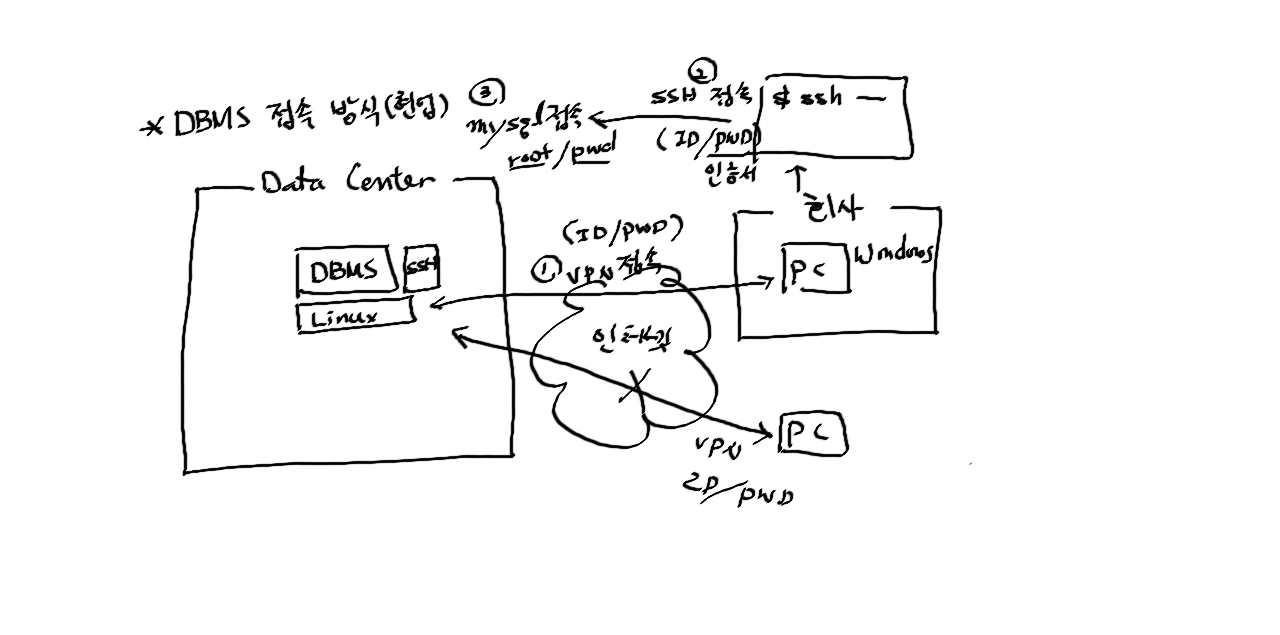 * DBMS 접속 방식(현업)
③
mysql접속
root/pwd
②
SSH 접속
(ID/PWD)
인증서
$ ssh —
Data Center
DBMS
SSH
Linux
(ID/PWD)
① VPN 접속
인터넷
회사
PC
Windows
PC
VPN
ID/PWD